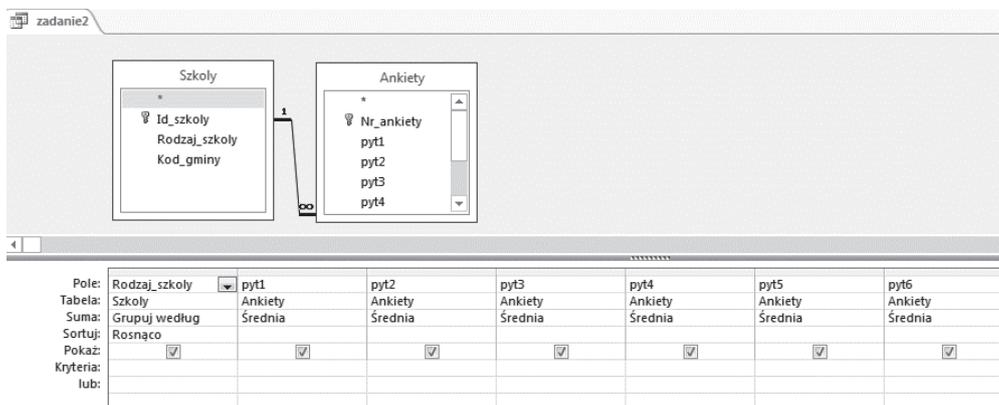 zadanie2
Szkoly
*
Id_szkoly
Rodzaj_szkoly
Kod_gminy
1
∞
Ankiety
*
Nr_ankiety
pyt1
pyt2
pyt3
pyt4
Pole: Rodzaj_szkoly pyt1 pyt2 pyt3 pyt4 pyt5 pyt6
Tabela: Szkoly Ankiety Ankiety Ankiety Ankiety Ankiety Ankiety
Suma: Grupuj według Średnia Średnia Średnia Średnia Średnia Średnia
Sortuj: Rosnąco
Pokaż:
Kryteria:
lub: